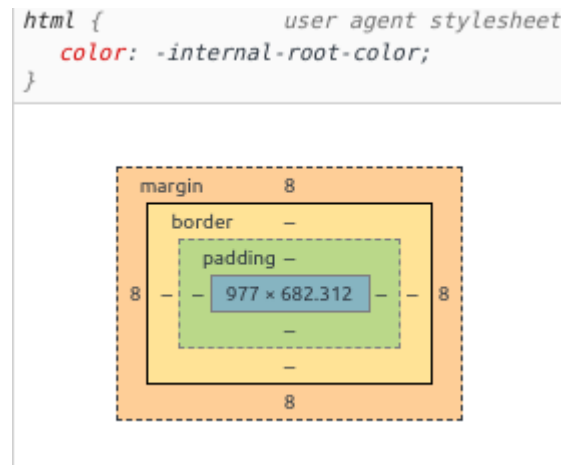 html { user agent stylesheet
color: -internal-root-color;
}
margin 8
border –
padding –
8 – – 977 × 682.312 – – 8
–
–
8